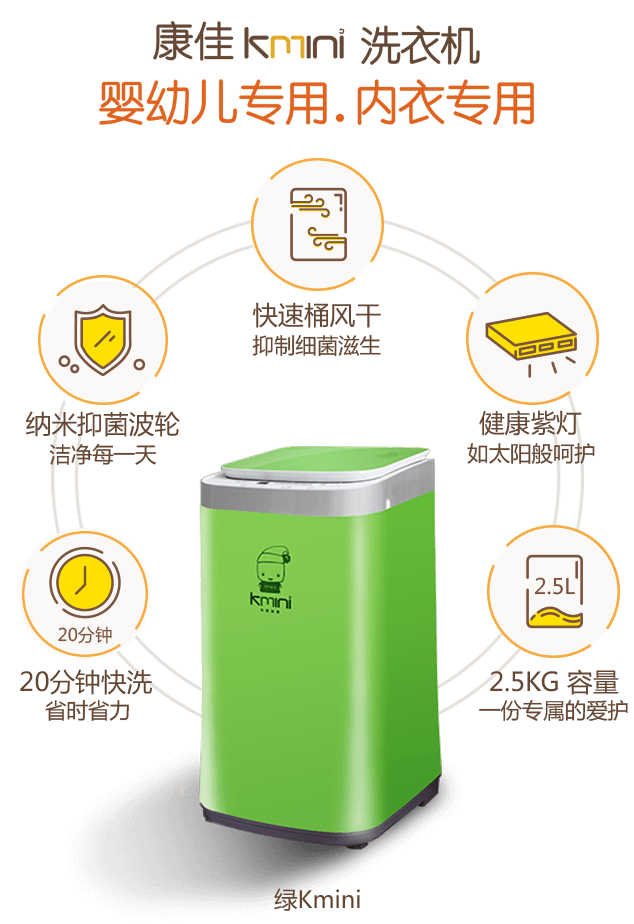 康佳 kmini 洗衣机
婴幼儿专用.内衣专用
快速桶风干
抑制细菌滋生
纳米抑菌波轮
洁净每一天
健康紫灯
如太阳般呵护
20分钟
20分钟快洗
省时省力
2.5L
2.5KG 容量
一份专属的爱护
kmini
绿Kmini